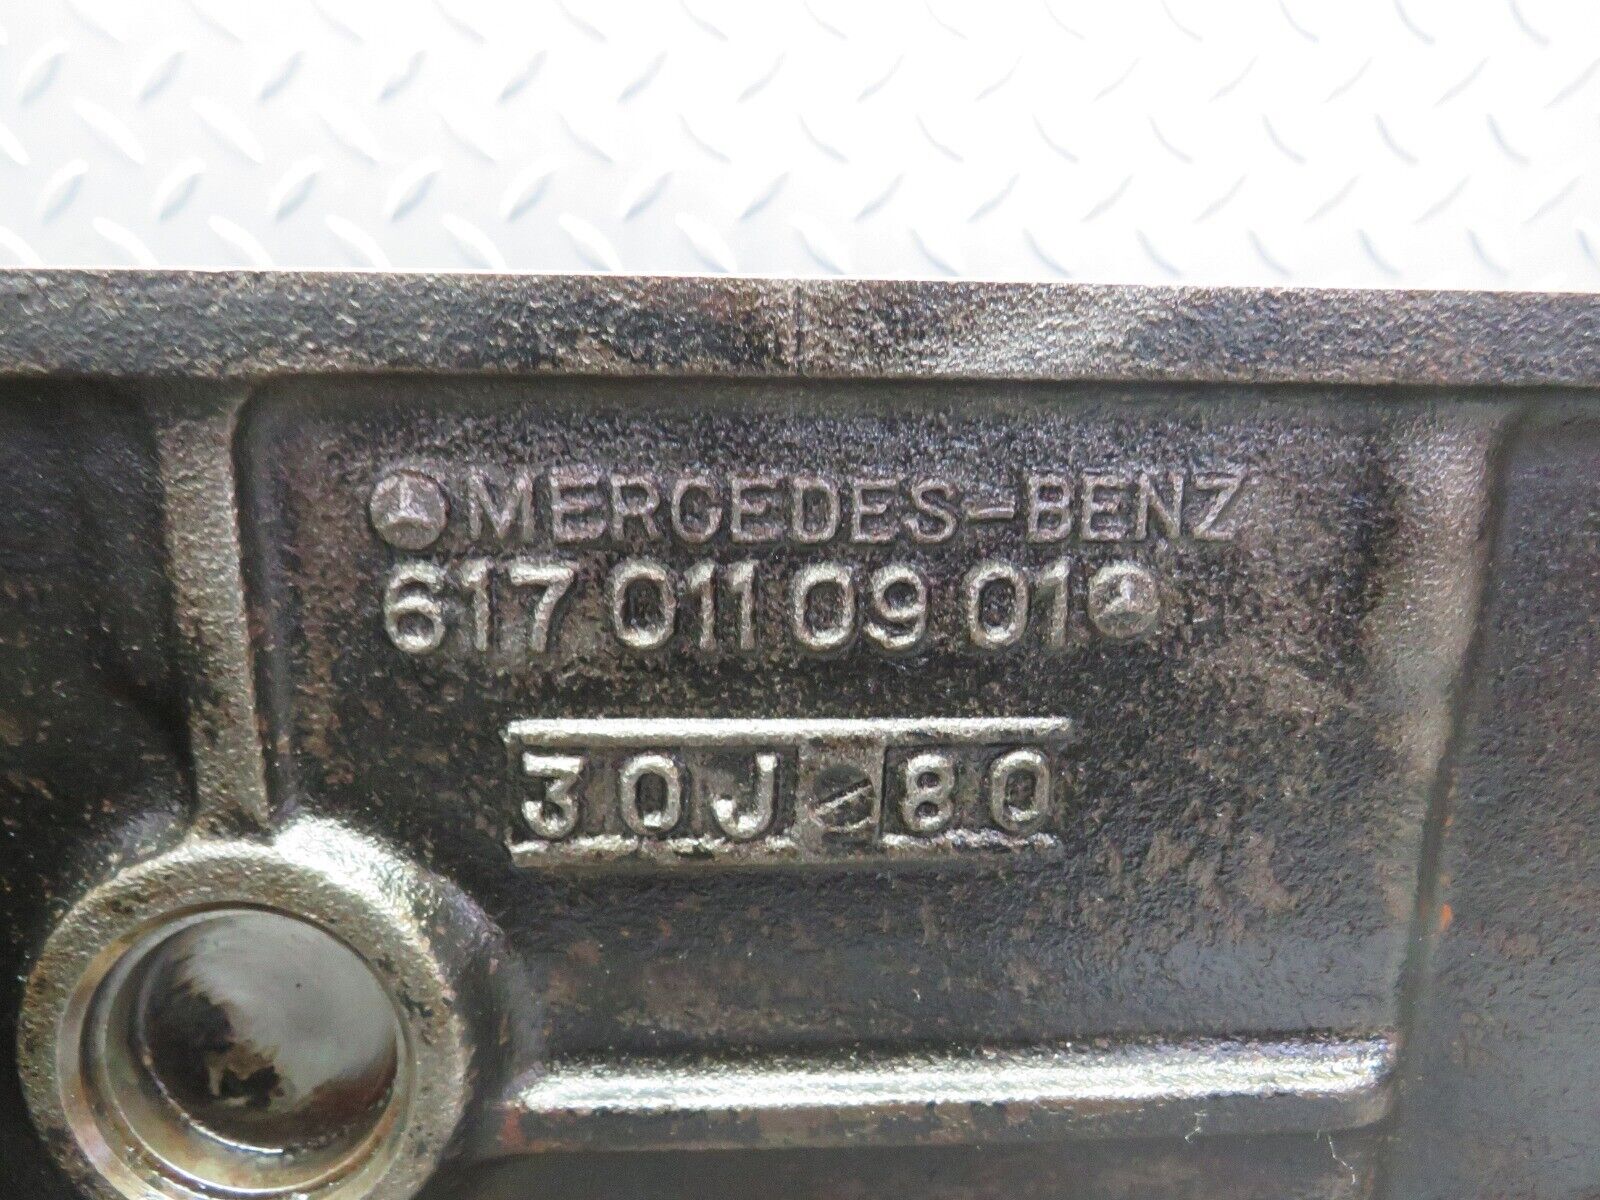 MERCEDES-BENZ
617 011 09 01
30J 80